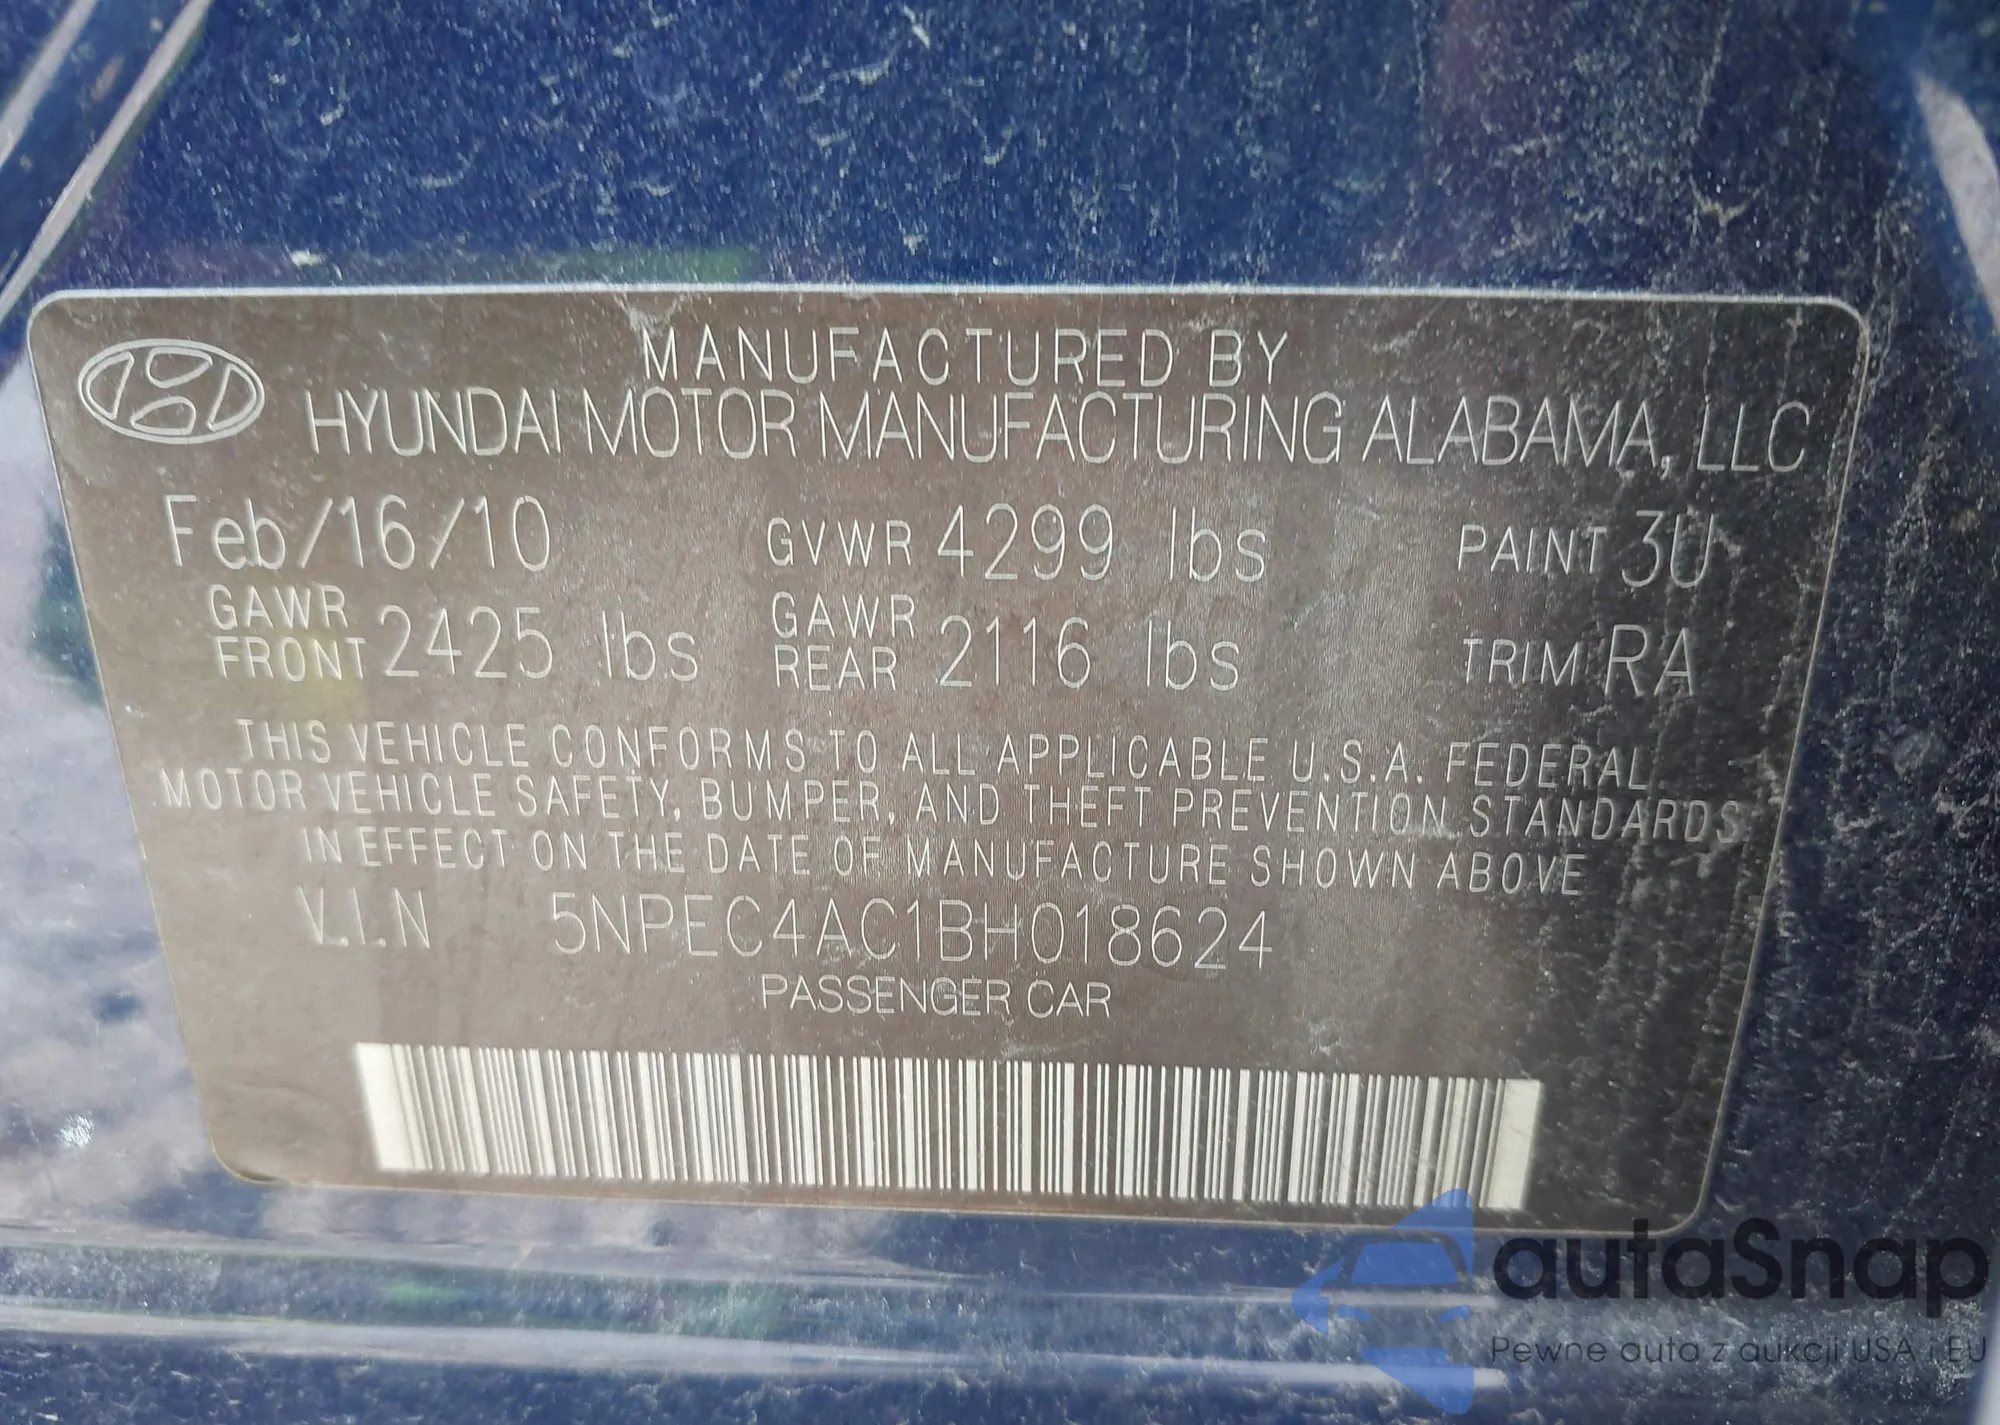 MANUFACTURED BY
HYUNDAI MOTOR MANUFACTURING ALABAMA, LLC
Feb/16/10 GVWR 4299 lbs PAINT 3U
GAWR FRONT 2425 lbs GAWR REAR 2116 lbs TRIM RA
THIS VEHICLE CONFORMS TO ALL APPLICABLE U.S.A. FEDERAL
MOTOR VEHICLE SAFETY, BUMPER, AND THEFT PREVENTION STANDARDS
IN EFFECT ON THE DATE OF MANUFACTURE SHOWN ABOVE
V.I.N 5NPEC4AC1BH018624
PASSENGER CAR
autaSnap
Pewne auta z aukcji USA i EU